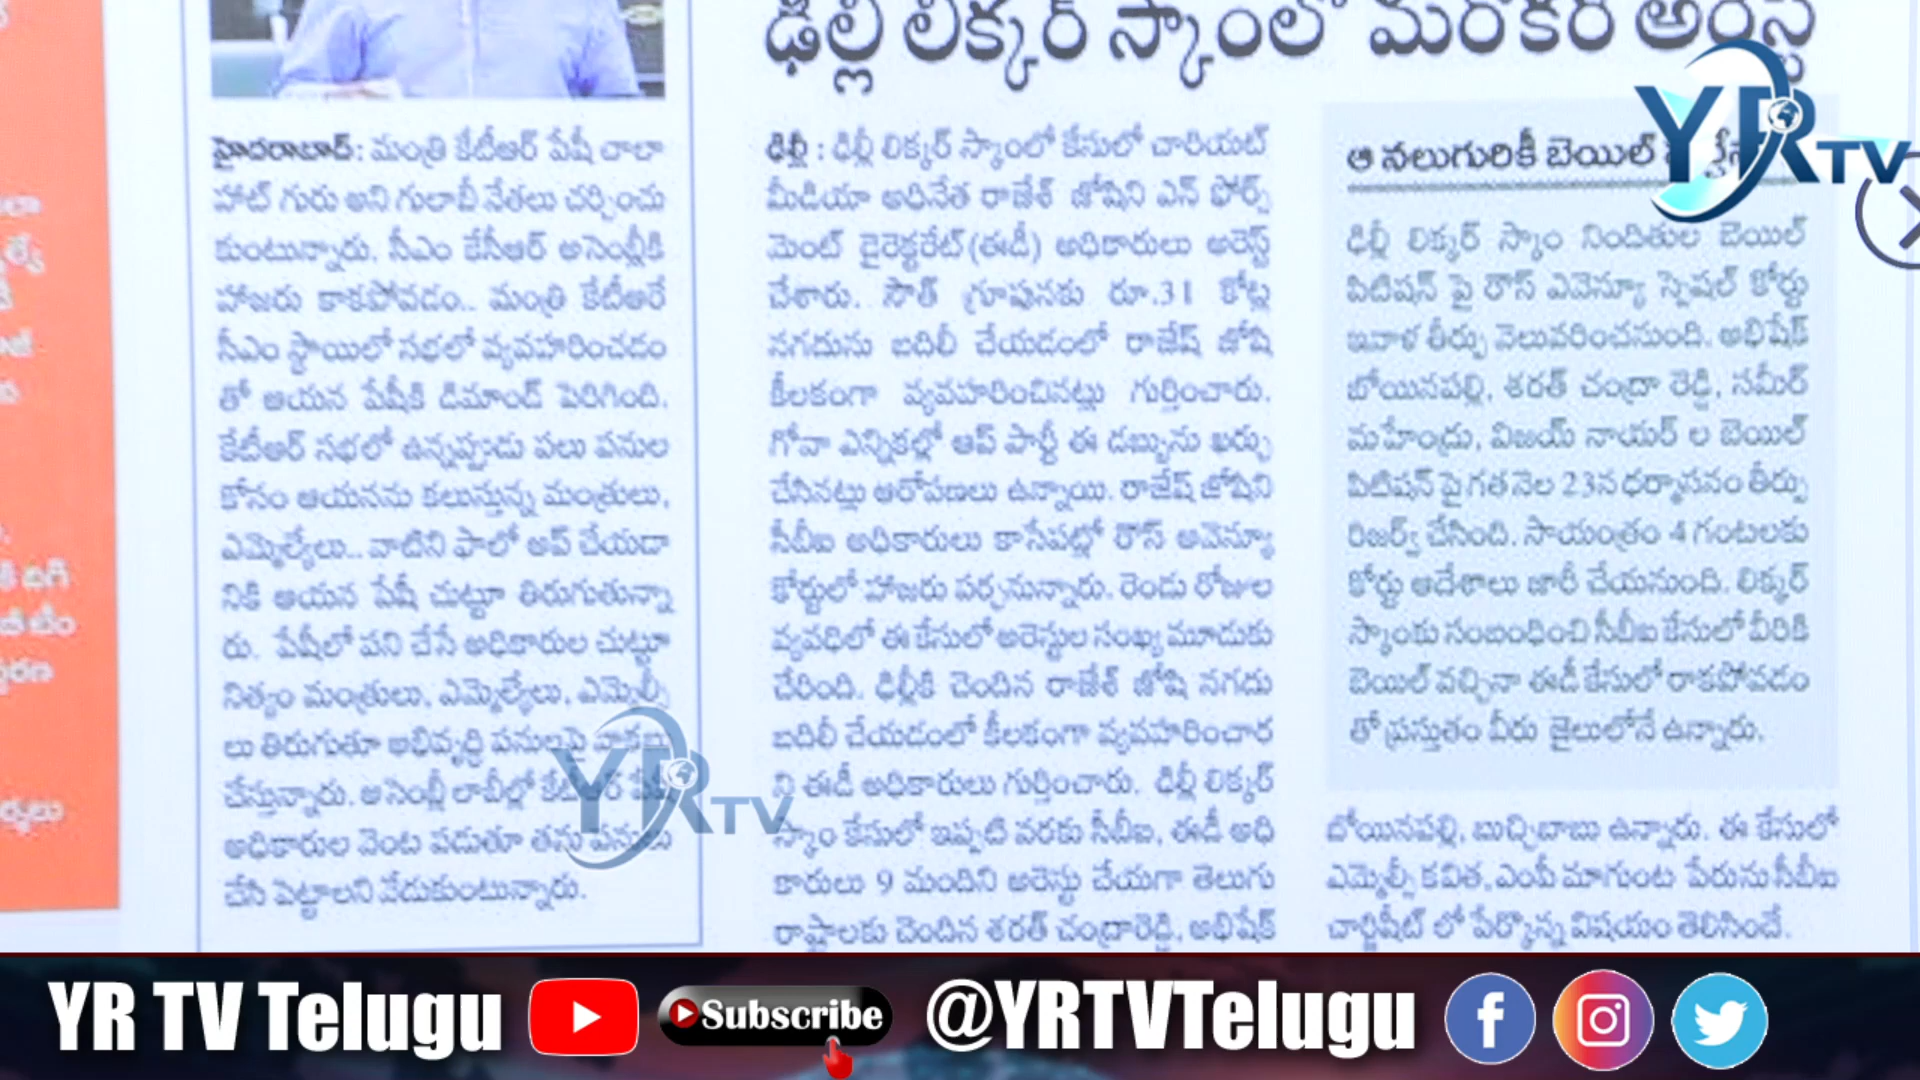 ఢిల్లీ లిక్కర్ స్కాంలో మరొకరి అరెస్ట్
హైదరాబాద్: మంత్రి కేటీఆర్ పేషీ చాలా
హాట్ గురు అని గులాబీ నేతలు చర్చించు
కుంటున్నారు. సీఎం కేసీఆర్ అసెంబ్లీకి
హాజరు కాకపోవడం.. మంత్రి కేటీఆరే
సీఎం స్థాయిలో సభలో వ్యవహరించడం
తో ఆయన పేషీకి డిమాండ్ పెరిగింది.
కేటీఆర్ సభలో ఉన్నప్పుడు పలు పనుల
కోసం ఆయనను కలుస్తున్న మంత్రులు,
ఎమ్మెల్యేలు.. వాటిని ఫాలో అప్ చేయడా
నికి ఆయన పేషీ చుట్టూ తిరుగుతున్నా
రు. పేషీలో పని చేసే అధికారుల చుట్టూ
నిత్యం మంత్రులు, ఎమ్మెల్యేలు, ఎమ్మెల్సీ
లు తిరుగుతూ అభివృద్ధి పనులపై
చేస్తున్నారు. అసెంబ్లీ లాబీల్లో కేటీఆర్ పేషీ
అధికారుల వెంట పడుతూ తమ పనులు
చేసి పెట్టాలని వేడుకుంటున్నారు.
ఢిల్లీ : ఢిల్లీ లిక్కర్ స్కాంలో కేసులో చారియట్
మీడియా అధినేత రాజేశ్ జోషిని ఎన్ ఫోర్స్
మెంట్ డైరెక్టరేట్(ఈడీ) అధికారులు అరెస్ట్
చేశారు. సౌత్ గ్రూపునకు రూ.31 కోట్ల
నగదును బదిలీ చేయడంలో రాజేష్ జోషి
కీలకంగా వ్యవహరించినట్లు గుర్తించారు.
గోవా ఎన్నికల్లో ఆప్ పార్టీ ఈ డబ్బును ఖర్చు
చేసినట్లు ఆరోపణలు ఉన్నాయి. రాజేష్ జోషిని
సీబీఐ అధికారులు కాసేపట్లో రోస్ అవెన్యూ
కోర్టులో హాజరు పర్చనున్నారు. రెండు రోజుల
వ్యవధిలో ఈ కేసులో అరెస్టుల సంఖ్య మూడుకు
చేరింది. ఢిల్లీకి చెందిన రాజేశ్ జోషి నగదు
బదిలీ చేయడంలో కీలకంగా వ్యవహరించార
ని ఈడీ అధికారులు గుర్తించారు. ఢిల్లీ లిక్కర్
స్కాం కేసులో ఇప్పటి వరకు సీబీఐ, ఈడీ అధి
కారులు 9 మందిని అరెస్టు చేయగా తెలుగు
రాష్ట్రాలకు చెందిన శరత్ చంద్రారెడ్డి, అభిషేక్
ఆ నలుగురికీ బెయిల్
ఢిల్లీ లిక్కర్ స్కాం నిందితుల బెయిల్
పిటిషన్ పై రౌస్ ఎవెన్యూ స్పెషల్ కోర్టు
ఇవాళ తీర్పు వెలువరించనుంది. అభిషేక్
బోయినపల్లి, శరత్ చంద్రా రెడ్డి, సమీర్
మహేంద్రు, విజయ్ నాయర్ ల బెయిల్
పిటిషన్ పై గత నెల 23న ధర్మాసనం తీర్పు
రిజర్వ్ చేసింది. సాయంత్రం 4 గంటలకు
కోర్టు ఆదేశాలు జారీ చేయనుంది. లిక్కర్
స్కాంకు సంబంధించి సీబీఐ కేసులో వీరికి
బెయిల్ వచ్చినా ఈడీ కేసులో రాకపోవడం
తో ప్రస్తుతం వీరు జైలులోనే ఉన్నారు.
బోయినపల్లి, బుచ్చిబాబు ఉన్నారు. ఈ కేసులో
ఎమ్మెల్సీ కవిత, ఎంపీ మాగుంట పేరును సీబీఐ
చార్జిషీట్ లో పేర్కొన్న విషయం తెలిసిందే.
YR TV
YR TV
YR TV Telugu Subscribe @YRTVTelugu